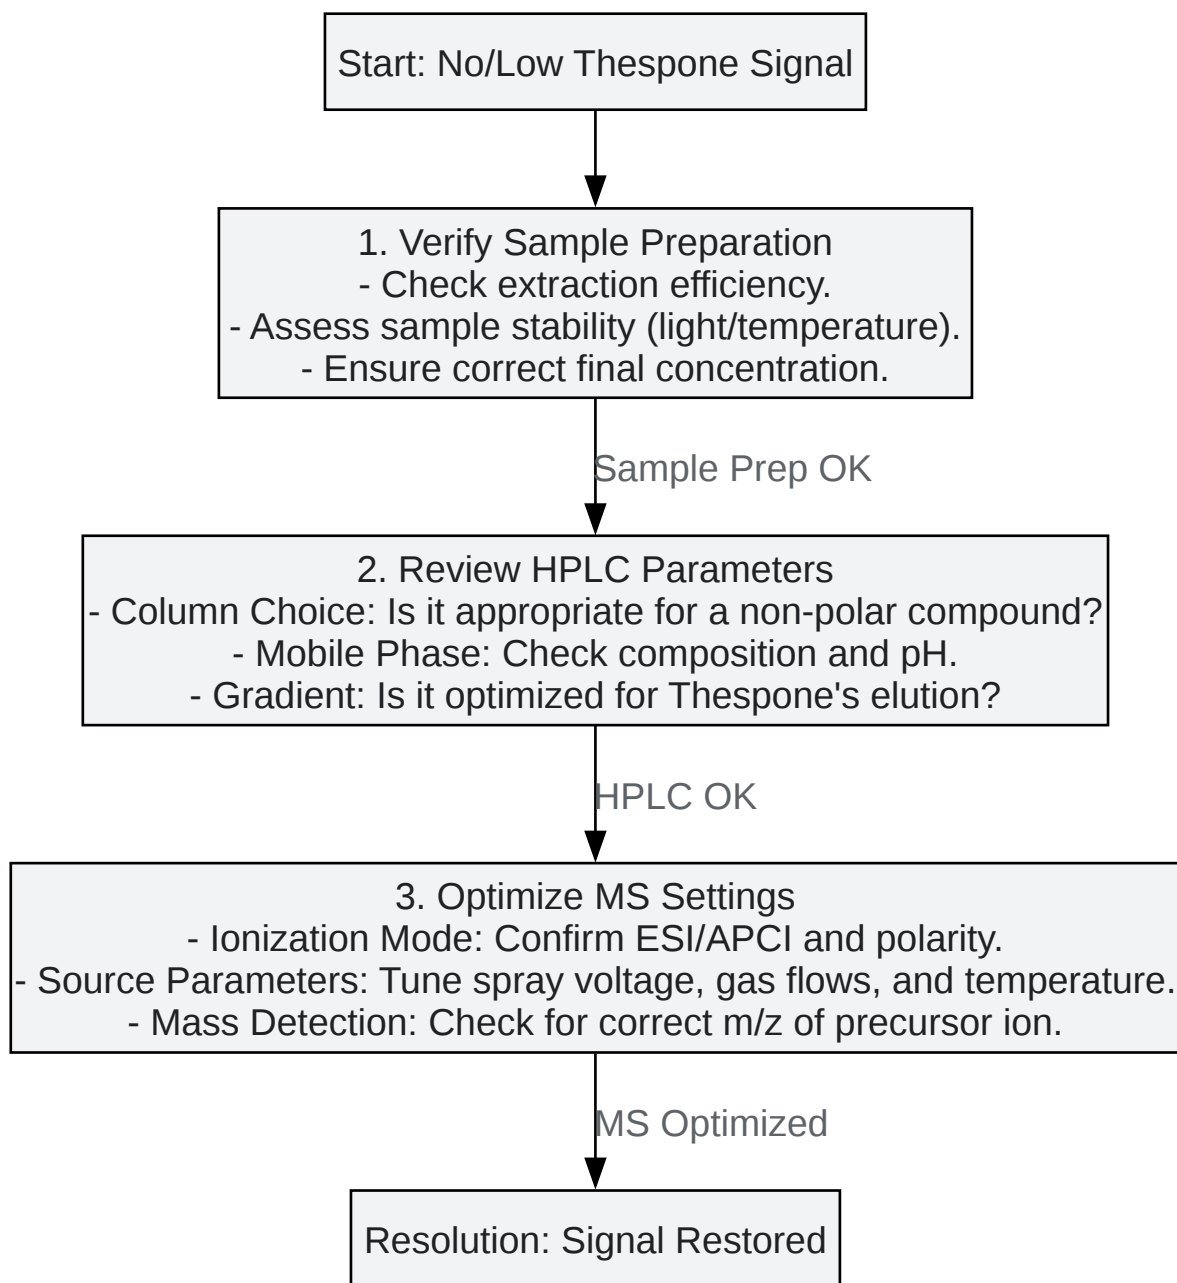 Start: No/Low Thespone Signal
1. Verify Sample Preparation
- Check extraction efficiency.
- Assess sample stability (light/temperature).
- Ensure correct final concentration.
Sample Prep OK
2. Review HPLC Parameters
- Column Choice: Is it appropriate for a non-polar compound?
- Mobile Phase: Check composition and pH.
- Gradient: Is it optimized for Thespone's elution?
HPLC OK
3. Optimize MS Settings
- Ionization Mode: Confirm ESI/APCI and polarity.
- Source Parameters: Tune spray voltage, gas flows, and temperature.
- Mass Detection: Check for correct m/z of precursor ion.
MS Optimized
Resolution: Signal Restored